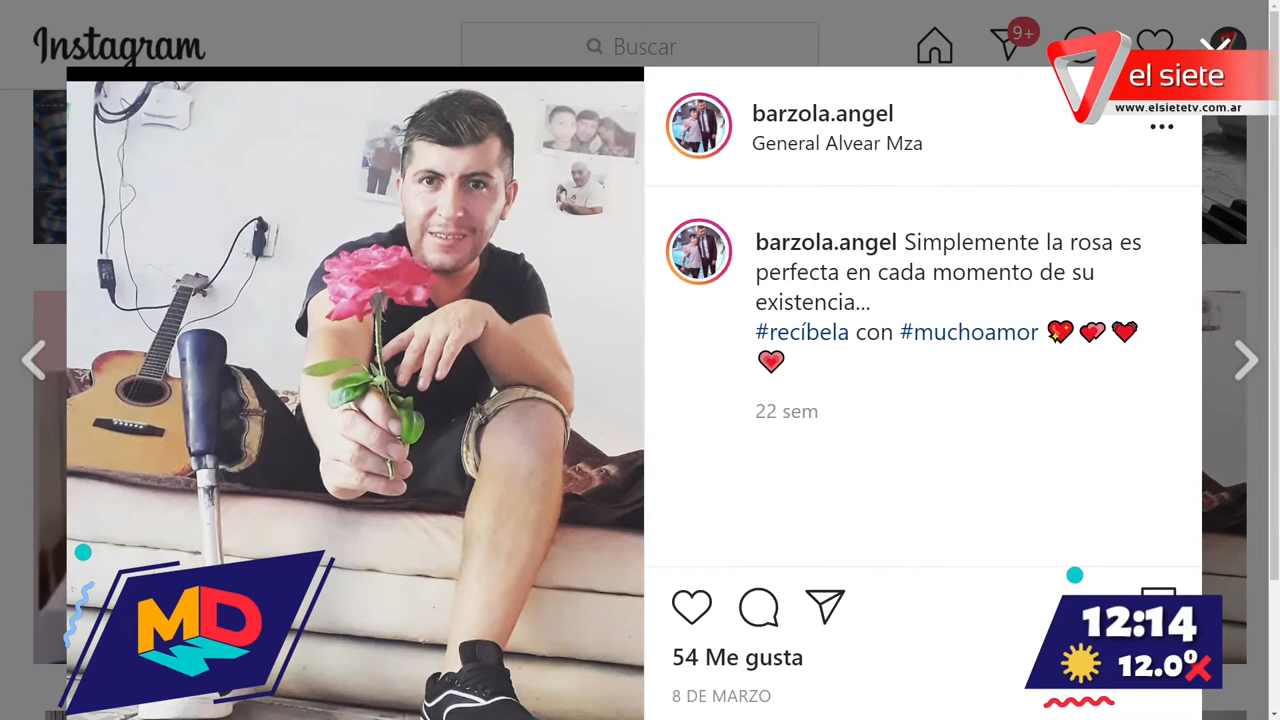 Instagram
Buscar
9+
el siete
www.elsietetv.com.ar
barzola.angel
General Alvear Mza
barzola.angel Simplemente la rosa es
perfecta en cada momento de su
existencia...
#recíbela con #muchoamor 💖💞💓
💗
22 sem
54 Me gusta
8 DE MARZO
MD
12:14
12.0º